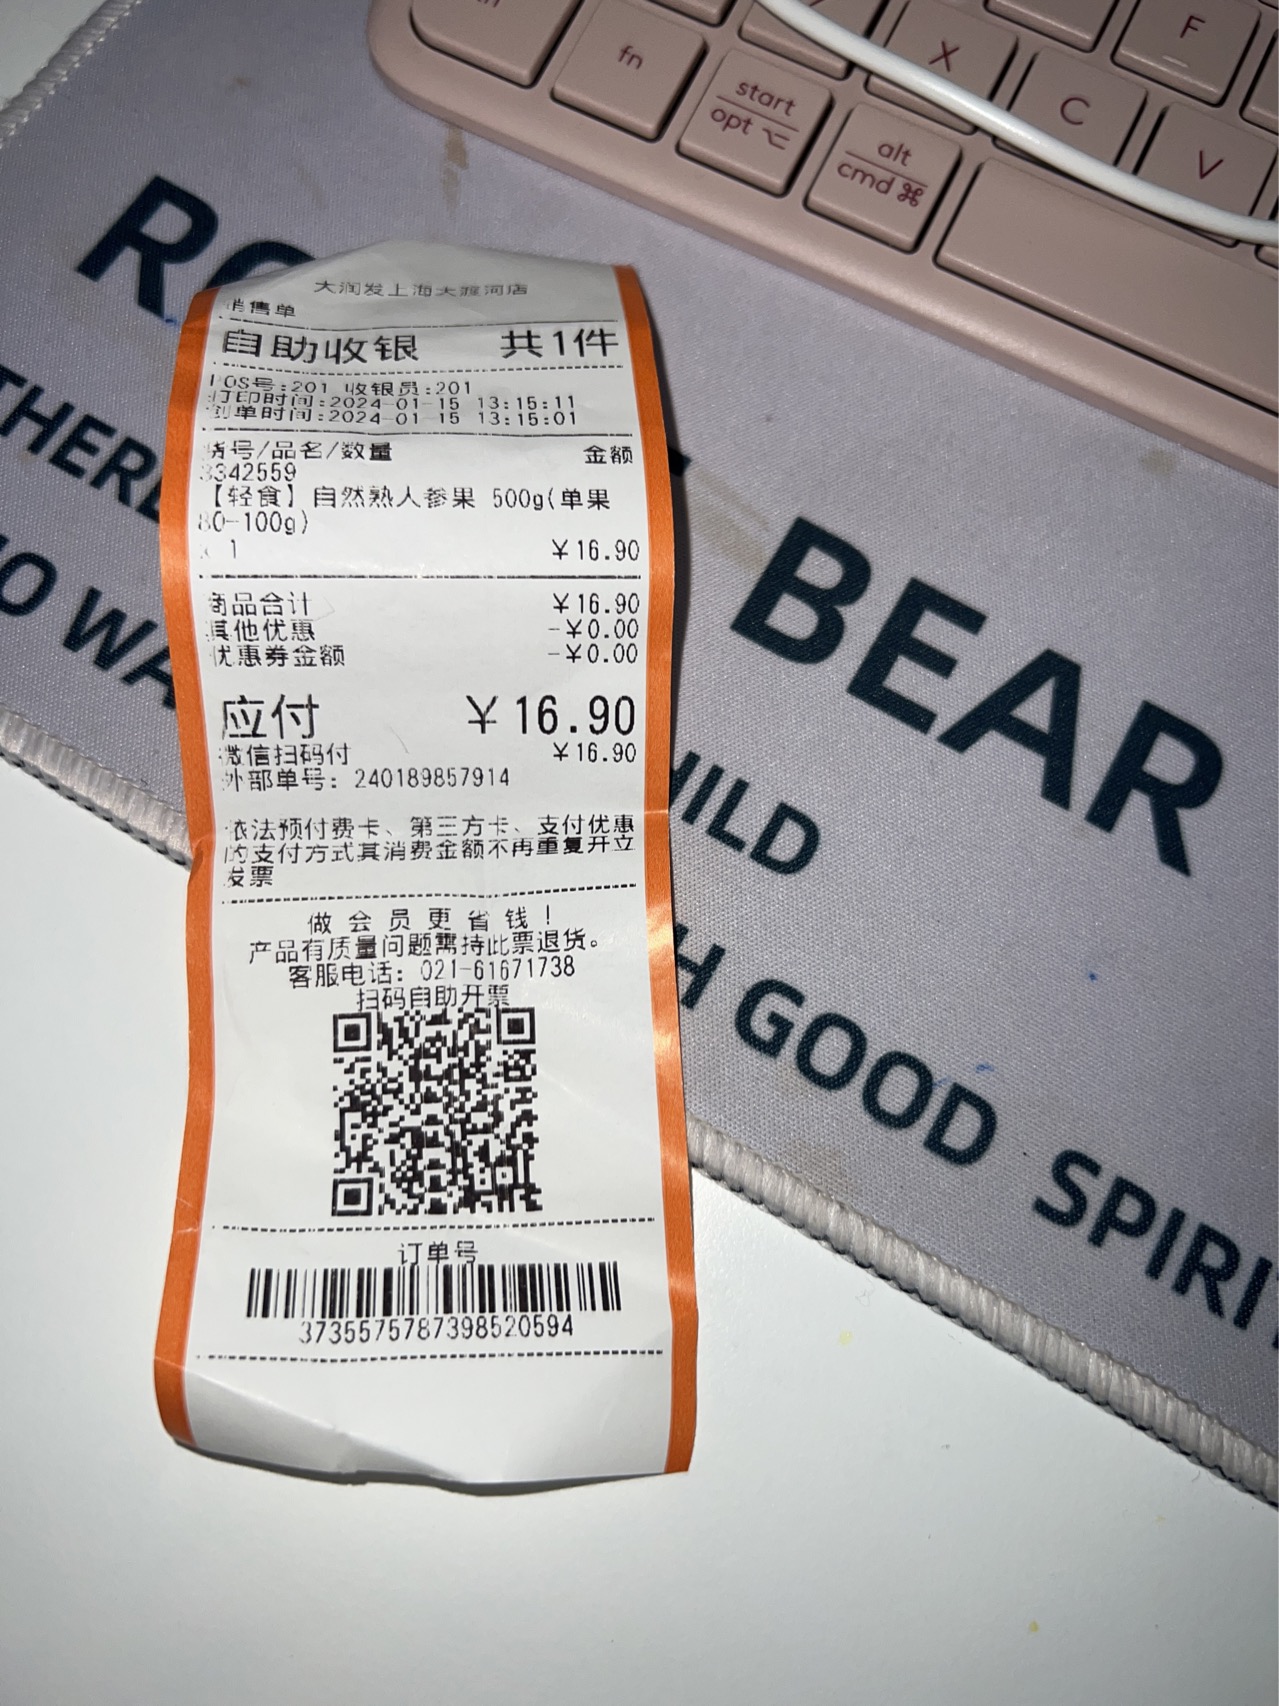 fn
start
opt
alt
cmd ⌘
X
C
V
F
大润发上海大渡河店
销售单
自助收银 共1件
POS号:201 收银员:201
打印时间:2024-01-15 13:15:11
创单时间:2024-01-15 13:15:01
货号/品名/数量 金额
3342559
【轻食】自然熟人参果 500g(单果
80-100g)
x 1 ¥16.90
商品合计 ¥16.90
其他优惠 -¥0.00
优惠券金额 -¥0.00
应付 ¥16.90
微信扫码付 ¥16.90
外部单号: 240189857914
依法预付费卡、第三方卡、支付优惠
的支付方式其消费金额不再重复开立
发票
做会员更省钱!
产品有质量问题需持此票退货。
客服电话: 021-61671738
扫码自助开票
订单号
3735575787398520594
BEAR
GOOD
SPIRIT